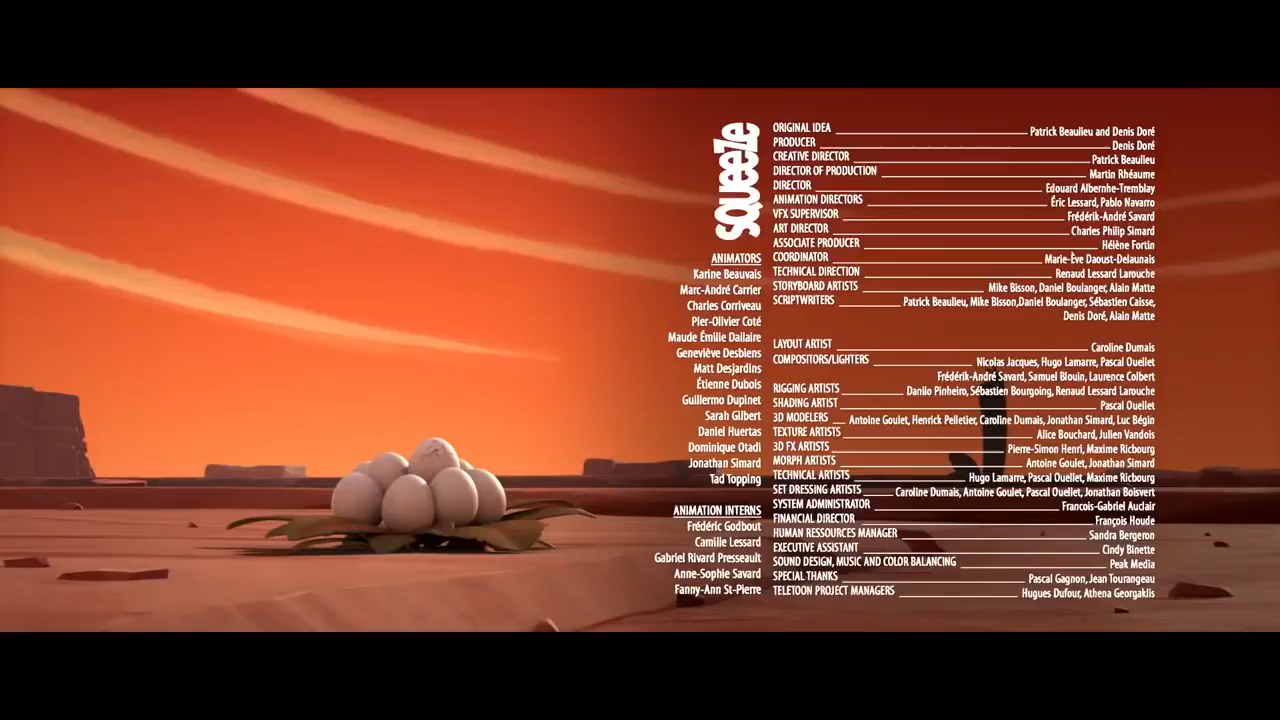 squeeze
ANIMATORS
Karine Beauvais
Marc-André Carrier
Charles Corriveau
Pier-Olivier Coté
Maude Émilie Dallaire
Geneviève Desbiens
Matt Desjardins
Étienne Dubois
Guillermo Dupinet
Sarah Gilbert
Daniel Huertas
Dominique Otadi
Jonathan Simard
Tad Topping
ANIMATION INTERNS
Frédéric Godbout
Camille Lessard
Gabriel Rivard Presseault
Anne-Sophie Savard
Fanny-Ann St-Pierre
ORIGINAL IDEA Patrick Beaulieu and Denis Doré
PRODUCER Denis Doré
CREATIVE DIRECTOR Patrick Beaulieu
DIRECTOR OF PRODUCTION Martin Rhéaume
DIRECTOR Edouard Albernhe-Tremblay
ANIMATION DIRECTORS Éric Lessard, Pablo Navarro
VFX SUPERVISOR Frédérik-André Savard
ART DIRECTOR Charles Philip Simard
ASSOCIATE PRODUCER Hélène Fortin
COORDINATOR Marie-Ève Daoust-Delaunais
TECHNICAL DIRECTION Renaud Lessard Larouche
STORYBOARD ARTISTS Mike Bisson, Daniel Boulanger, Alain Matte
SCRIPTWRITERS Patrick Beaulieu, Mike Bisson,Daniel Boulanger, Sébastien Caisse,
Denis Doré, Alain Matte
LAYOUT ARTIST Caroline Dumais
COMPOSITORS/LIGHTERS Nicolas Jacques, Hugo Lamarre, Pascal Ouellet
Frédérik-André Savard, Samuel Blouin, Laurence Colbert
RIGGING ARTISTS Danilo Pinheiro, Sébastien Bourgoing, Renaud Lessard Larouche
SHADING ARTIST Pascal Ouellet
3D MODELERS Antoine Goulet, Henrick Pelletier, Caroline Dumais, Jonathan Simard, Luc Bégin
TEXTURE ARTISTS Alice Bouchard, Julien Vandois
3D FX ARTISTS Pierre-Simon Henri, Maxime Ricbourg
MORPH ARTISTS Antoine Goulet, Jonathan Simard
TECHNICAL ARTISTS Hugo Lamarre, Pascal Ouellet, Maxime Ricbourg
SET DRESSING ARTISTS Caroline Dumais, Antoine Goulet, Pascal Ouellet, Jonathan Boisvert
SYSTEM ADMINISTRATOR Francois-Gabriel Auclair
FINANCIAL DIRECTOR François Houde
HUMAN RESSOURCES MANAGER Sandra Bergeron
EXECUTIVE ASSISTANT Cindy Binette
SOUND DESIGN, MUSIC AND COLOR BALANCING Peak Media
SPECIAL THANKS Pascal Gagnon, Jean Tourangeau
TELETOON PROJECT MANAGERS Hugues Dufour, Athena Georgaklis